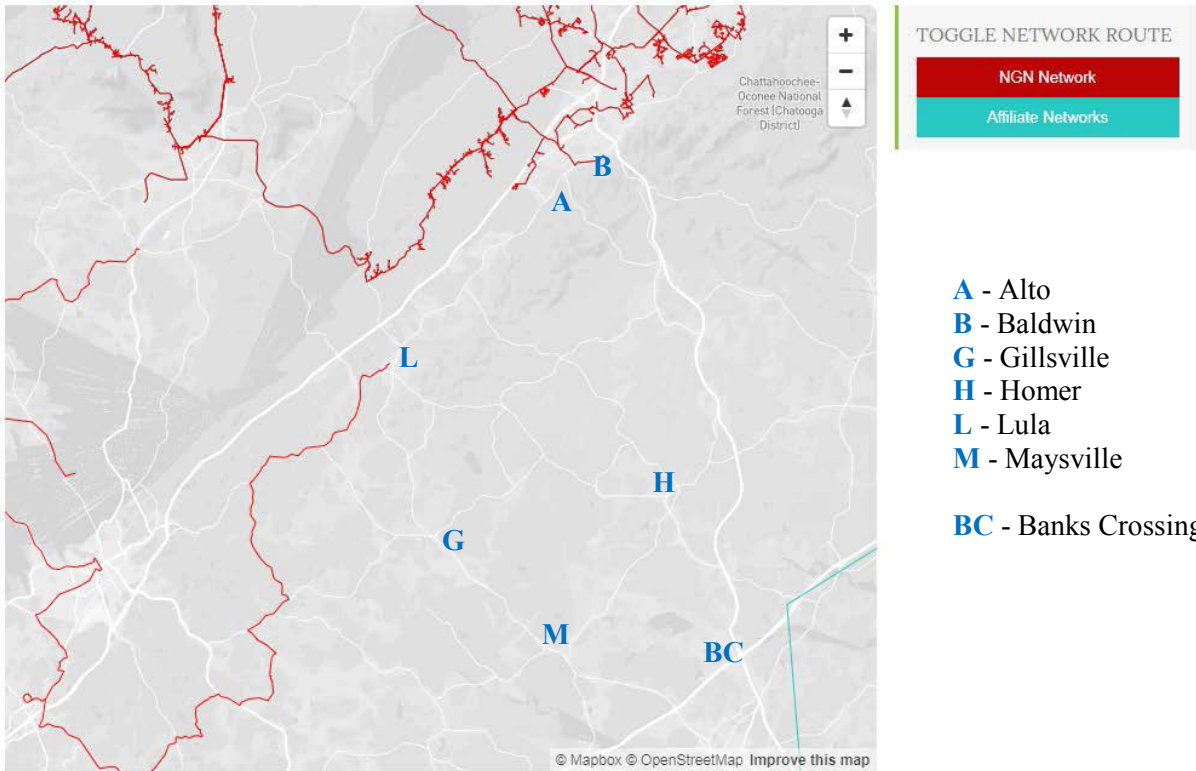 +
−
Chattahoochee-
Oconee National
Forest (Chatooga
District)
B
A
L
H
G
M
BC
© Mapbox © OpenStreetMap Improve this map
TOGGLE NETWORK ROUTE
NGN Network
Affiliate Networks
A - Alto
B - Baldwin
G - Gillsville
H - Homer
L - Lula
M - Maysville
BC - Banks Crossing